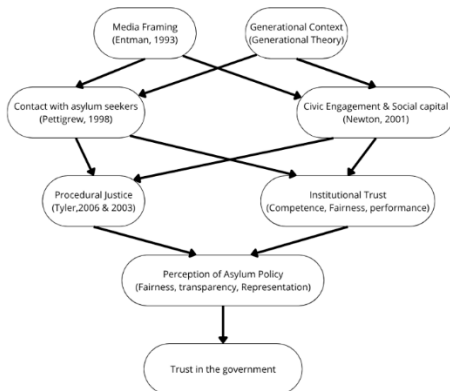 Media Framing
(Entman, 1993)
Generational Context
(Generational Theory)
Contact with asylum seekers
(Pettigrew, 1998)
Civic Engagement & Social capital
(Newton, 2001)
Procedural Justice
(Tyler,2006 & 2003)
Institutional Trust
(Competence, Fairness, performance)
Perception of Asylum Policy
(Fairness, transparency, Representation)
Trust in the government